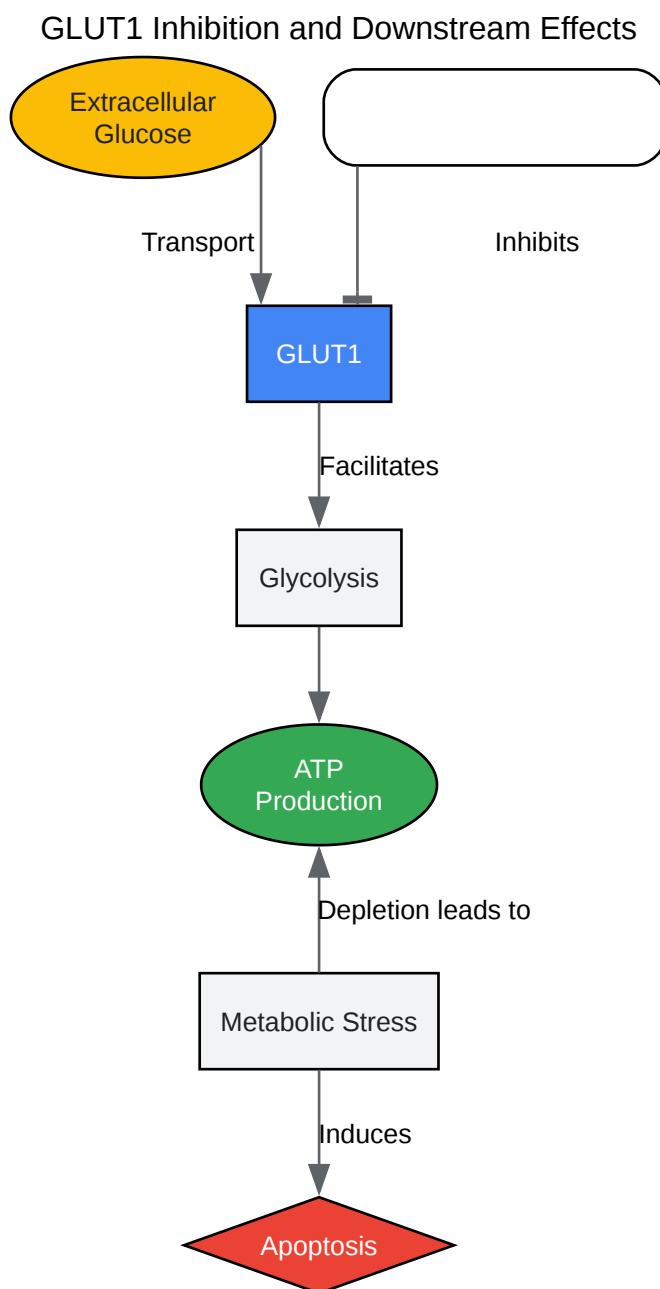 GLUT1 Inhibition and Downstream Effects
Extracellular
Glucose
Transport
Inhibits
GLUT1
Facilitates
Glycolysis
ATP
Production
Depletion leads to
Metabolic Stress
Induces
Apoptosis